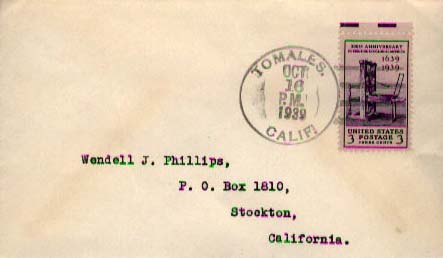 TOMALES.
OCT
16
P.M.
1939
CALIF.
300TH ANNIVERSARY
1639
1939
UNITED STATES
3 POSTAGE 3
THREE CENTS
Wendell J. Phillips,
P. O. Box 1810,
Stockton,
California.